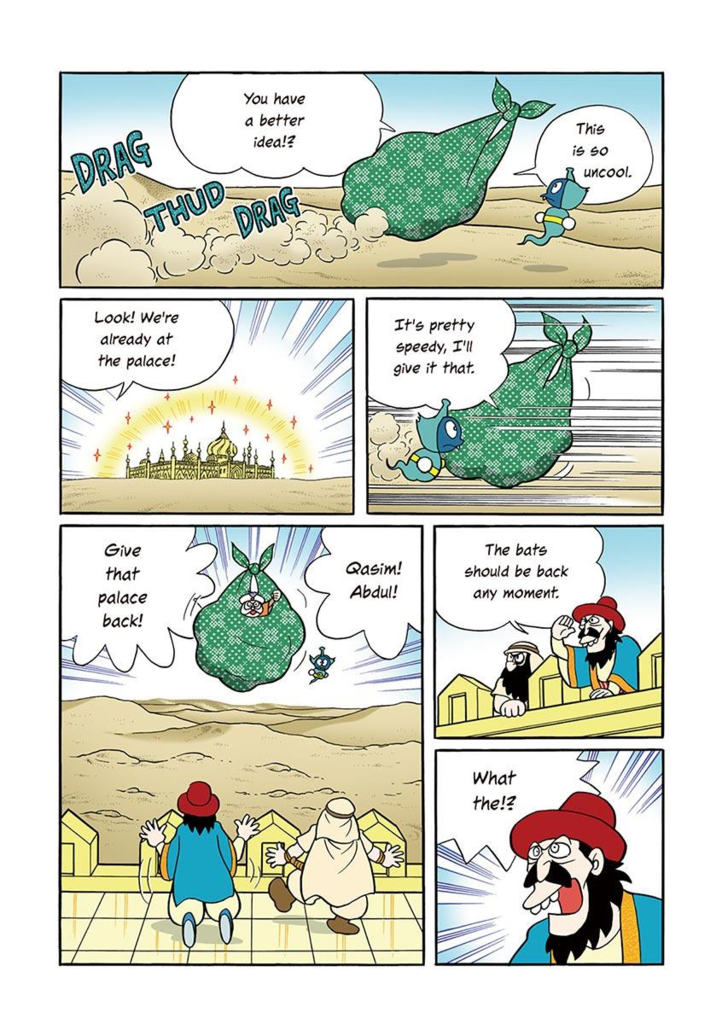 This
is so
uncool.
You have
a better
idea!?
DRAG
THUD
DRAG
It's pretty
speedy, I'll
give it that.
Look! We're
already at
the palace!
The bats
should be back
any moment.
What
the!?
Qasim!
Abdul!
Give
that
palace
back!